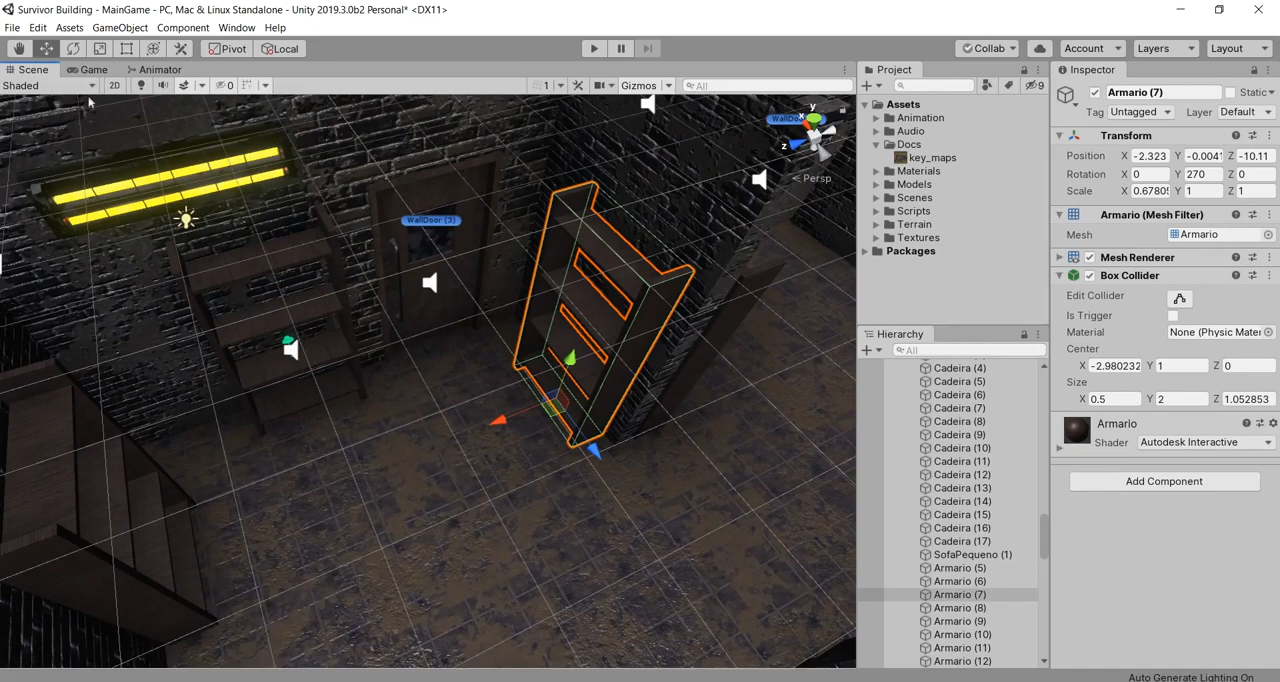 Survivor Building - MainGame - PC, Mac & Linux Standalone - Unity 2019.3.0b2 Personal* <DX11>
File Edit Assets GameObject Component Window Help
Pivot Local Collab Account Layers Layout
Scene Game Animator
Shaded 2D 0 1 Gizmos All
WallDoor (3)
y
x
z
Persp
Project
9
Assets
Animation
Audio
Docs
key_maps
Materials
Models
Scenes
Scripts
Terrain
Textures
Packages
Hierarchy
All
Cadeira (4)
Cadeira (5)
Cadeira (6)
Cadeira (7)
Cadeira (8)
Cadeira (9)
Cadeira (10)
Cadeira (11)
Cadeira (12)
Cadeira (13)
Cadeira (14)
Cadeira (15)
Cadeira (16)
Cadeira (17)
SofaPequeno (1)
Armario (5)
Armario (6)
Armario (7)
Armario (8)
Armario (9)
Armario (10)
Armario (11)
Armario (12)
Inspector
Armario (7) Static
Tag Untagged Layer Default
Transform
Position X -2.323 Y -0.004 Z -10.11
Rotation X 0 Y 270 Z 0
Scale X 0.6780 Y 1 Z 1
Armario (Mesh Filter)
Mesh Armario
Mesh Renderer
Box Collider
Edit Collider
Is Trigger
Material None (Physic Mater
Center
X -2.980232 Y 1 Z 0
Size
X 0.5 Y 2 Z 1.052853
Armario
Shader Autodesk Interactive
Add Component
Auto Generate Lighting On